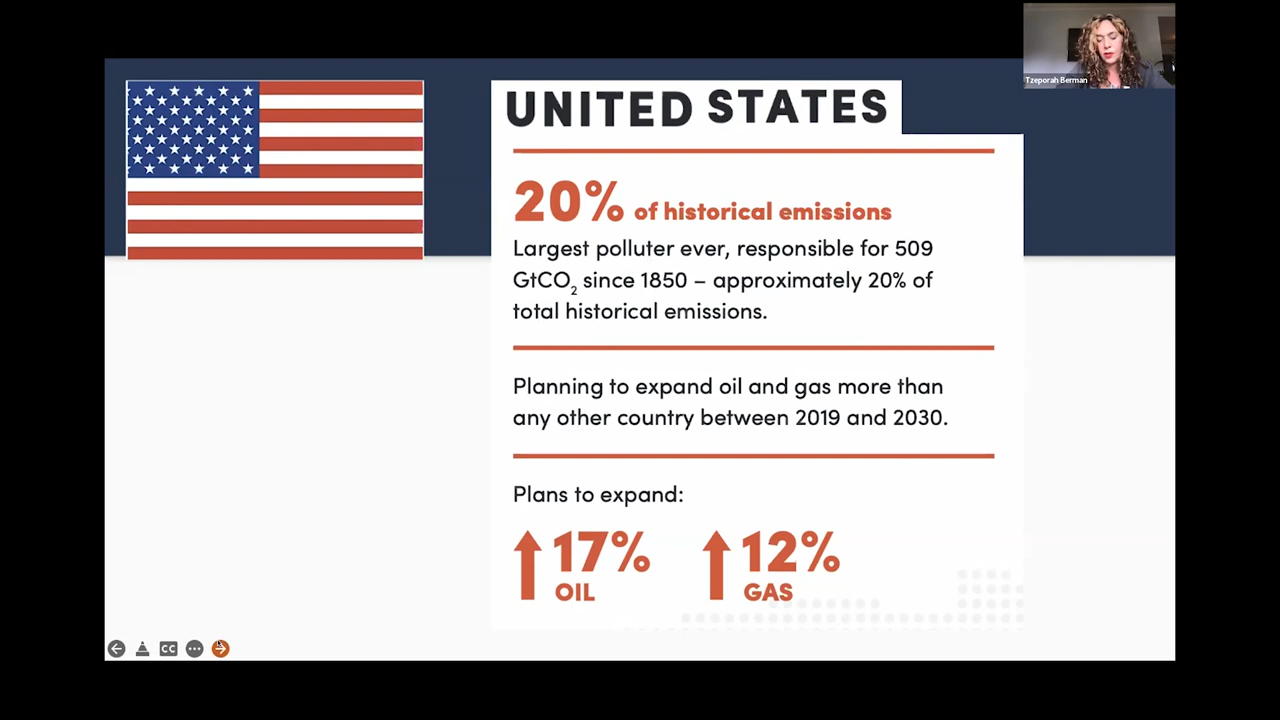 Tzeporah Berman
UNITED STATES
20% of historical emissions
Largest polluter ever, responsible for 509
GtCO₂ since 1850 – approximately 20% of
total historical emissions.
Planning to expand oil and gas more than
any other country between 2019 and 2030.
Plans to expand:
17% 12%
OIL GAS
CC